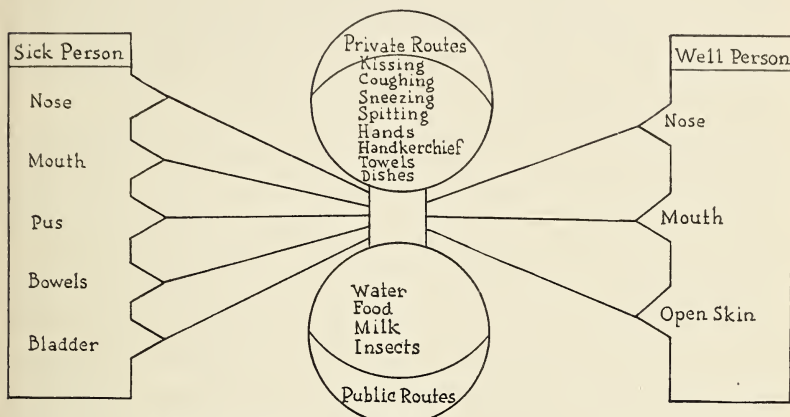 Sick Person
Nose
Mouth
Pus
Bowels
Bladder
Private Routes
Kissing
Coughing
Sneezing
Spitting
Hands
Handkerchief
Towels
Dishes
Water
Food
Milk
Insects
Public Routes
Well Person
Nose
Mouth
Open Skin